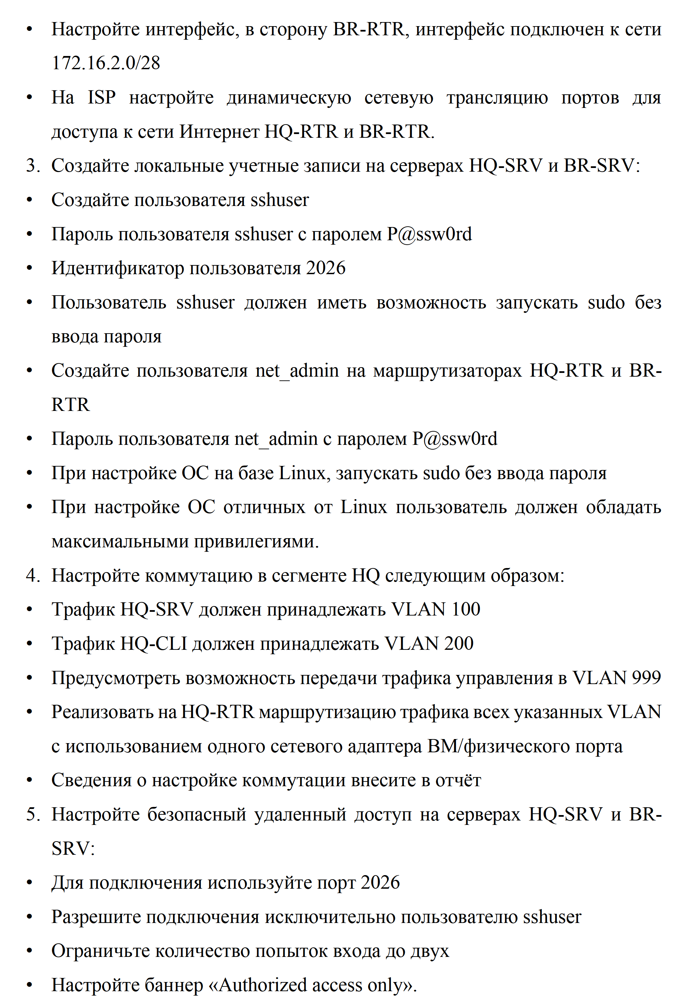 • Настройте интерфейс, в сторону BR-RTR, интерфейс подключен к сети
172.16.2.0/28
• На ISP настройте динамическую сетевую трансляцию портов для
доступа к сети Интернет HQ-RTR и BR-RTR.
3. Создайте локальные учетные записи на серверах HQ-SRV и BR-SRV:
• Создайте пользователя sshuser
• Пароль пользователя sshuser с паролем P@ssw0rd
• Идентификатор пользователя 2026
• Пользователь sshuser должен иметь возможность запускать sudo без
ввода пароля
• Создайте пользователя net_admin на маршрутизаторах HQ-RTR и BR-
RTR
• Пароль пользователя net_admin с паролем P@ssw0rd
• При настройке ОС на базе Linux, запускать sudo без ввода пароля
• При настройке ОС отличных от Linux пользователь должен обладать
максимальными привилегиями.
4. Настройте коммутацию в сегменте HQ следующим образом:
• Трафик HQ-SRV должен принадлежать VLAN 100
• Трафик HQ-CLI должен принадлежать VLAN 200
• Предусмотреть возможность передачи трафика управления в VLAN 999
• Реализовать на HQ-RTR маршрутизацию трафика всех указанных VLAN
с использованием одного сетевого адаптера ВМ/физического порта
• Сведения о настройке коммутации внесите в отчёт
5. Настройте безопасный удаленный доступ на серверах HQ-SRV и BR-
SRV:
• Для подключения используйте порт 2026
• Разрешите подключения исключительно пользователю sshuser
• Ограничьте количество попыток входа до двух
• Настройте баннер «Authorized access only».